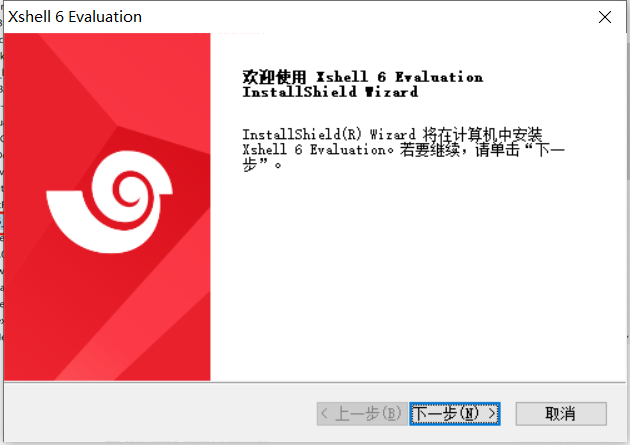 Xshell 6 Evaluation
欢迎使用 Xshell 6 Evaluation
InstallShield Wizard
InstallShield(R) Wizard 将在计算机中安装
Xshell 6 Evaluation。若要继续，请单击“下一
步”。
< 上一步(B)
下一步(N) >
取消